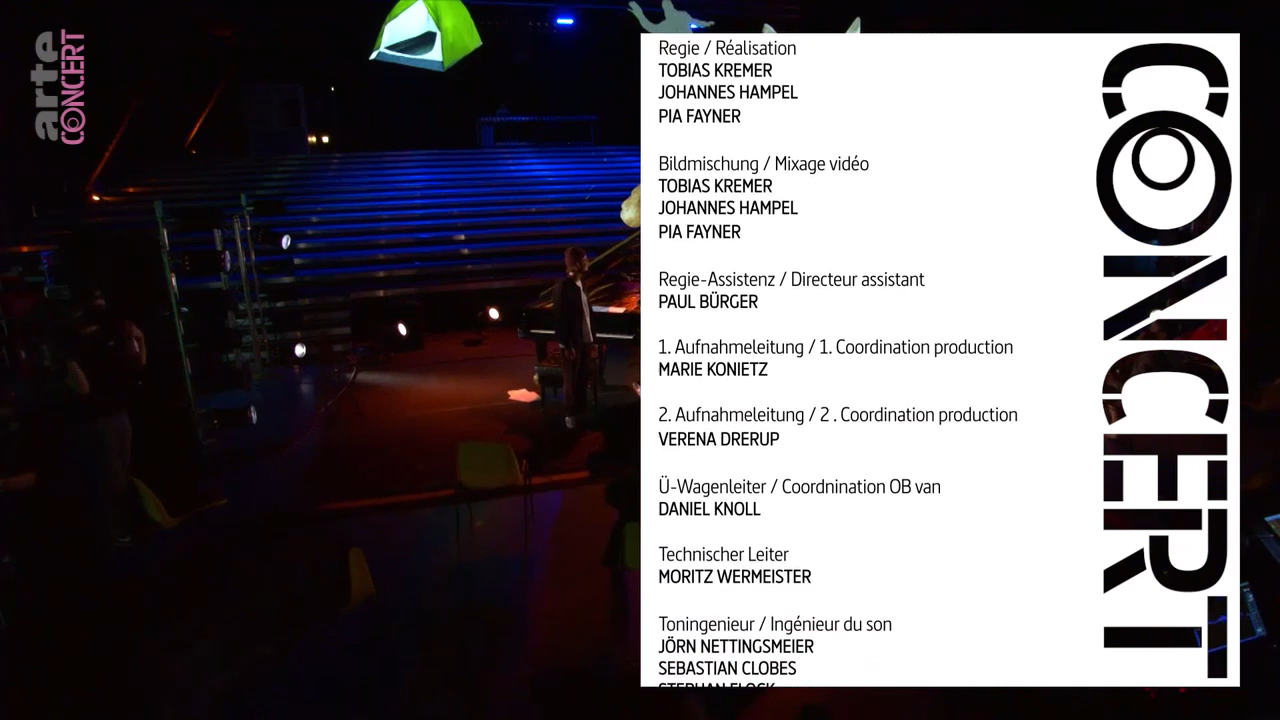 arte
CONCERT
Regie / Réalisation
TOBIAS KREMER
JOHANNES HAMPEL
PIA FAYNER
Bildmischung / Mixage vidéo
TOBIAS KREMER
JOHANNES HAMPEL
PIA FAYNER
Regie-Assistenz / Directeur assistant
PAUL BÜRGER
1. Aufnahmeleitung / 1. Coordination production
MARIE KONIETZ
2. Aufnahmeleitung / 2 . Coordination production
VERENA DRERUP
Ü-Wagenleiter / Coordnination OB van
DANIEL KNOLL
Technischer Leiter
MORITZ WERMEISTER
Toningenieur / Ingénieur du son
JÖRN NETTINGSMEIER
SEBASTIAN CLOBES
CONCERT